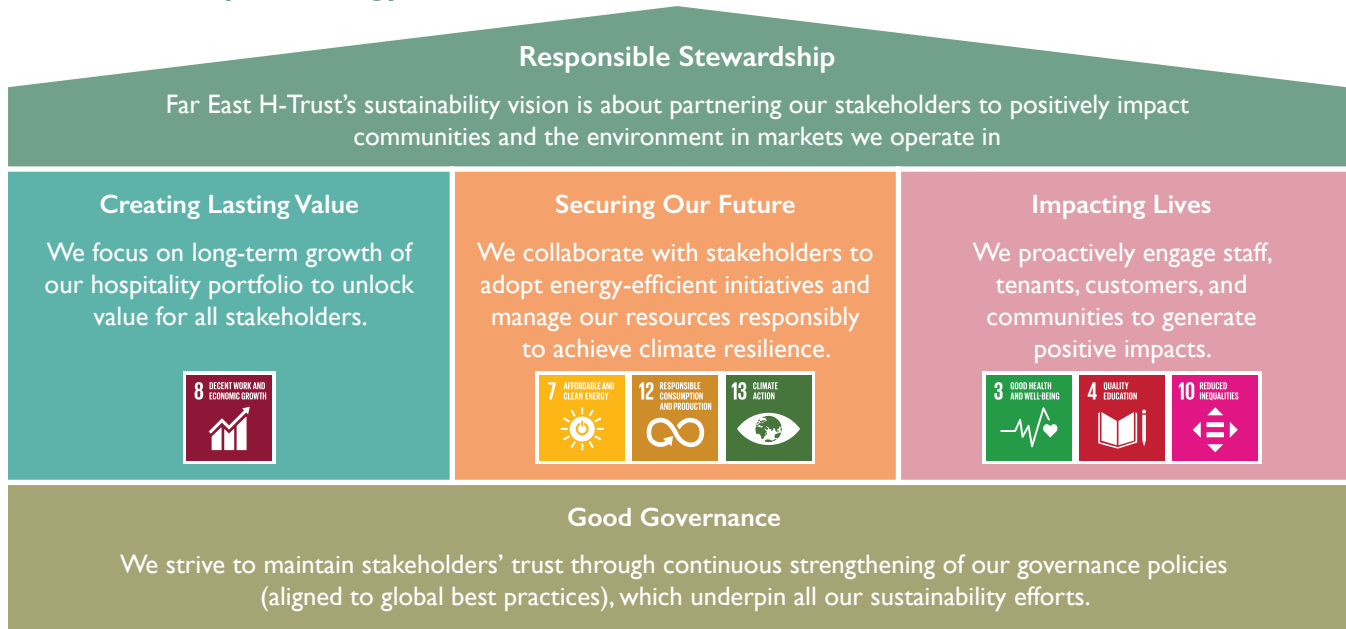 Responsible Stewardship
Far East H-Trust’s sustainability vision is about partnering our stakeholders to positively impact
communities and the environment in markets we operate in
Creating Lasting Value
We focus on long-term growth of
our hospitality portfolio to unlock
value for all stakeholders.
8 DECENT WORK AND
ECONOMIC GROWTH
Securing Our Future
We collaborate with stakeholders to
adopt energy-efficient initiatives and
manage our resources responsibly
to achieve climate resilience.
7 AFFORDABLE AND
CLEAN ENERGY
12 RESPONSIBLE
CONSUMPTION
AND PRODUCTION
13 CLIMATE
ACTION
Impacting Lives
We proactively engage staff,
tenants, customers, and
communities to generate
positive impacts.
3 GOOD HEALTH
AND WELL-BEING
4 QUALITY
EDUCATION
10 REDUCED
INEQUALITIES
Good Governance
We strive to maintain stakeholders’ trust through continuous strengthening of our governance policies
(aligned to global best practices), which underpin all our sustainability efforts.